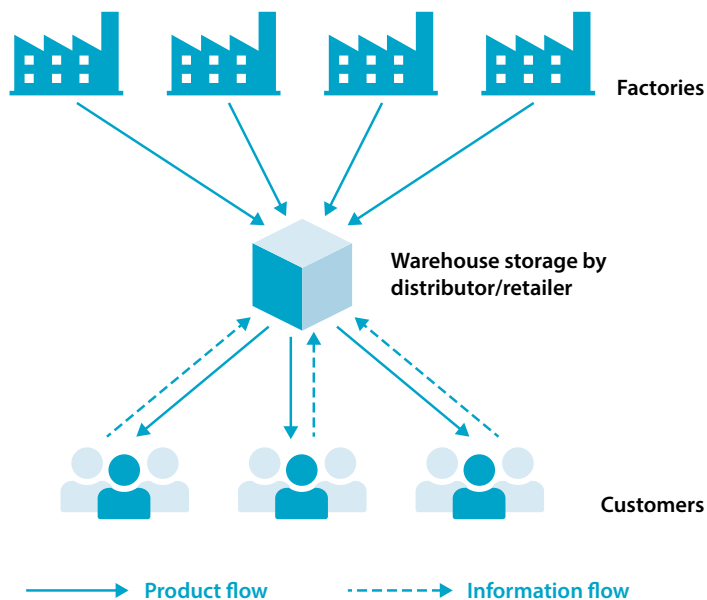 Factories
Warehouse storage by
distributor/retailer
Customers
Product flow
Information flow